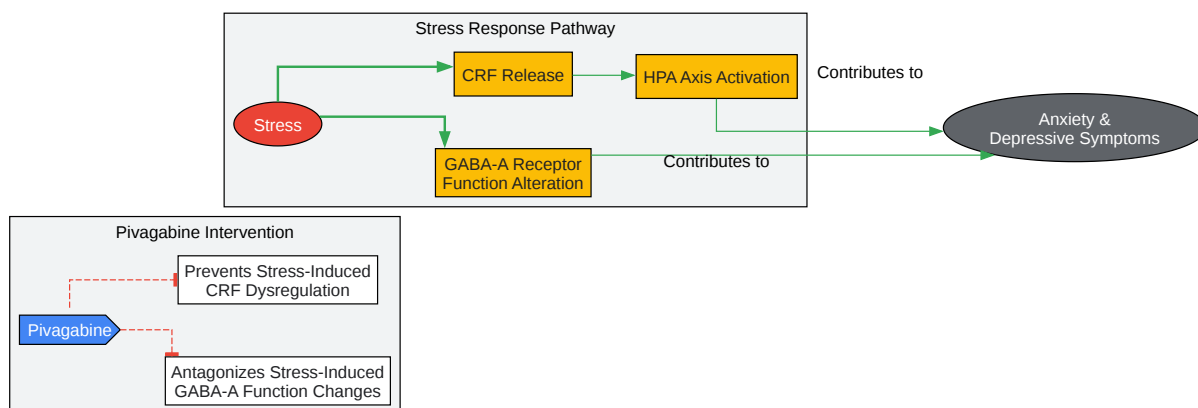 Stress Response Pathway
CRF Release
HPA Axis Activation
Contributes to
Stress
Anxiety &
Depressive Symptoms
GABA-A Receptor
Function Alteration
Contributes to
Pivagabine Intervention
Prevents Stress-Induced
CRF Dysregulation
Pivagabine
Antagonizes Stress-Induced
GABA-A Function Changes